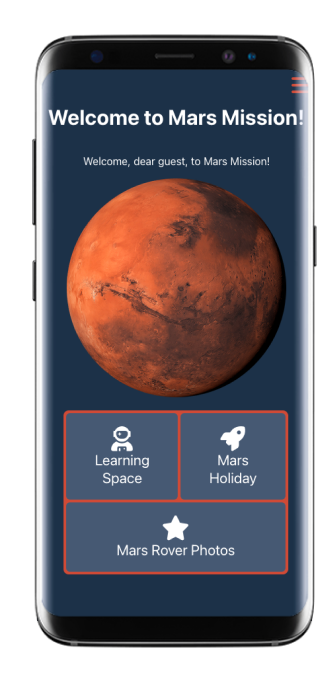 Welcome to Mars Mission!
Welcome, dear guest, to Mars Mission!
Learning
Space
Mars
Holiday
Mars Rover Photos